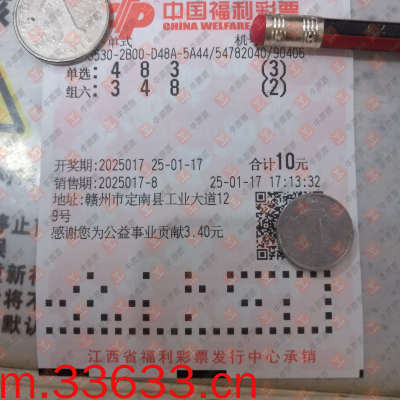 中国福利彩票
CHINA WELFARE LOTTERY
单式
机
530-2B00-D48A-5A44/54782040/90406
单选: 4 8 3 (3)
组六: 3 4 8 (2)
开奖期:2025017 25-01-17 合计10元
销售期:2025017-8 25-01-17 17:13:32
地址:赣州市定南县工业大道12
9号
感谢您为公益事业贡献3.40元
江西省福利彩票发行中心承销
m.33633.cn